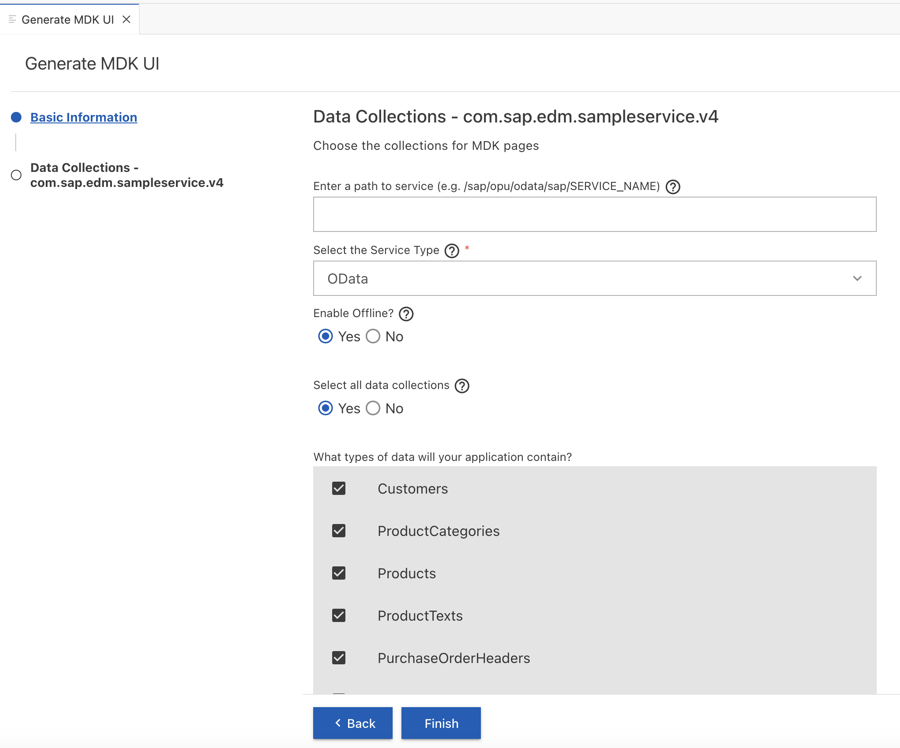 Generate MDK UI
Generate MDK UI
Basic Information
Data Collections -
com.sap.edm.sampleservice.v4
Data Collections - com.sap.edm.sampleservice.v4
Choose the collections for MDK pages
Enter a path to service (e.g. /sap/opu/odata/sap/SERVICE_NAME)
Select the Service Type *
OData
Enable Offline?
Yes No
Select all data collections
Yes No
What types of data will your application contain?
Customers
ProductCategories
Products
ProductTexts
PurchaseOrderHeaders
Back Finish